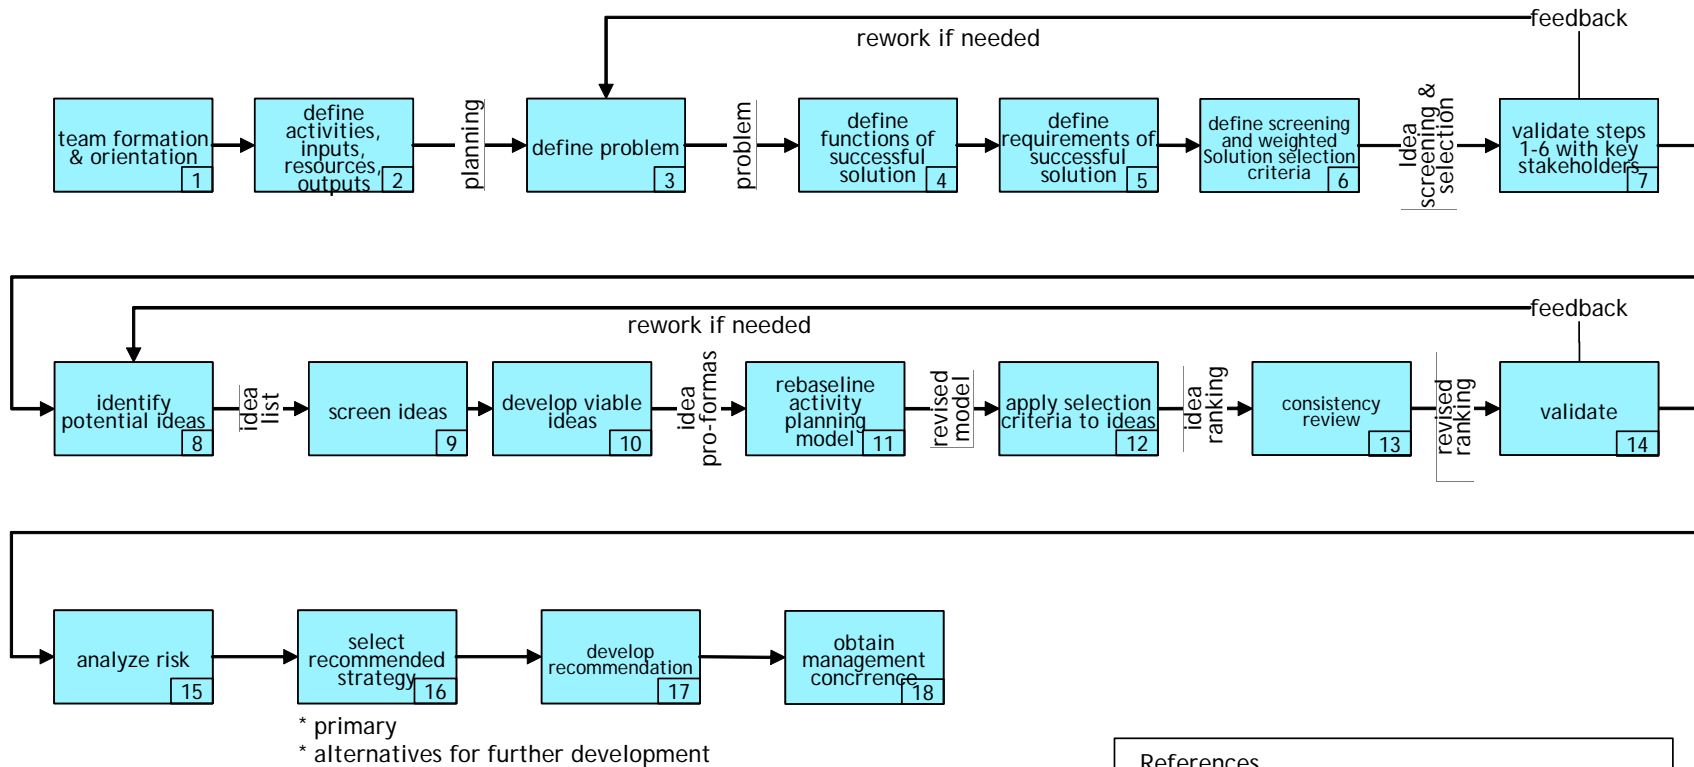 feedback
rework if needed
team formation
& orientation
1
define
activities,
inputs,
resources,
outputs
2
planning
define problem
3
problem
define
functions of
successful
solution
4
define
requirements of
successful
solution
5
define screening
and weighted
Solution selection
criteria
6
Idea
screening &
selection
validate steps
1-6 with key
stakeholders
7
feedback
rework if needed
identify
potential ideas
8
idea
list
screen ideas
9
develop viable
ideas
10
idea
pro-formas
rebaseline
activity
planning
model
11
revised
model
apply selection
criteria to ideas
12
idea
ranking
consistency
review
13
revised
ranking
validate
14
analyze risk
15
select
recommended
strategy
16
develop
recommendation
17
obtain
management
concrrence
18
* primary
* alternatives for further development
References